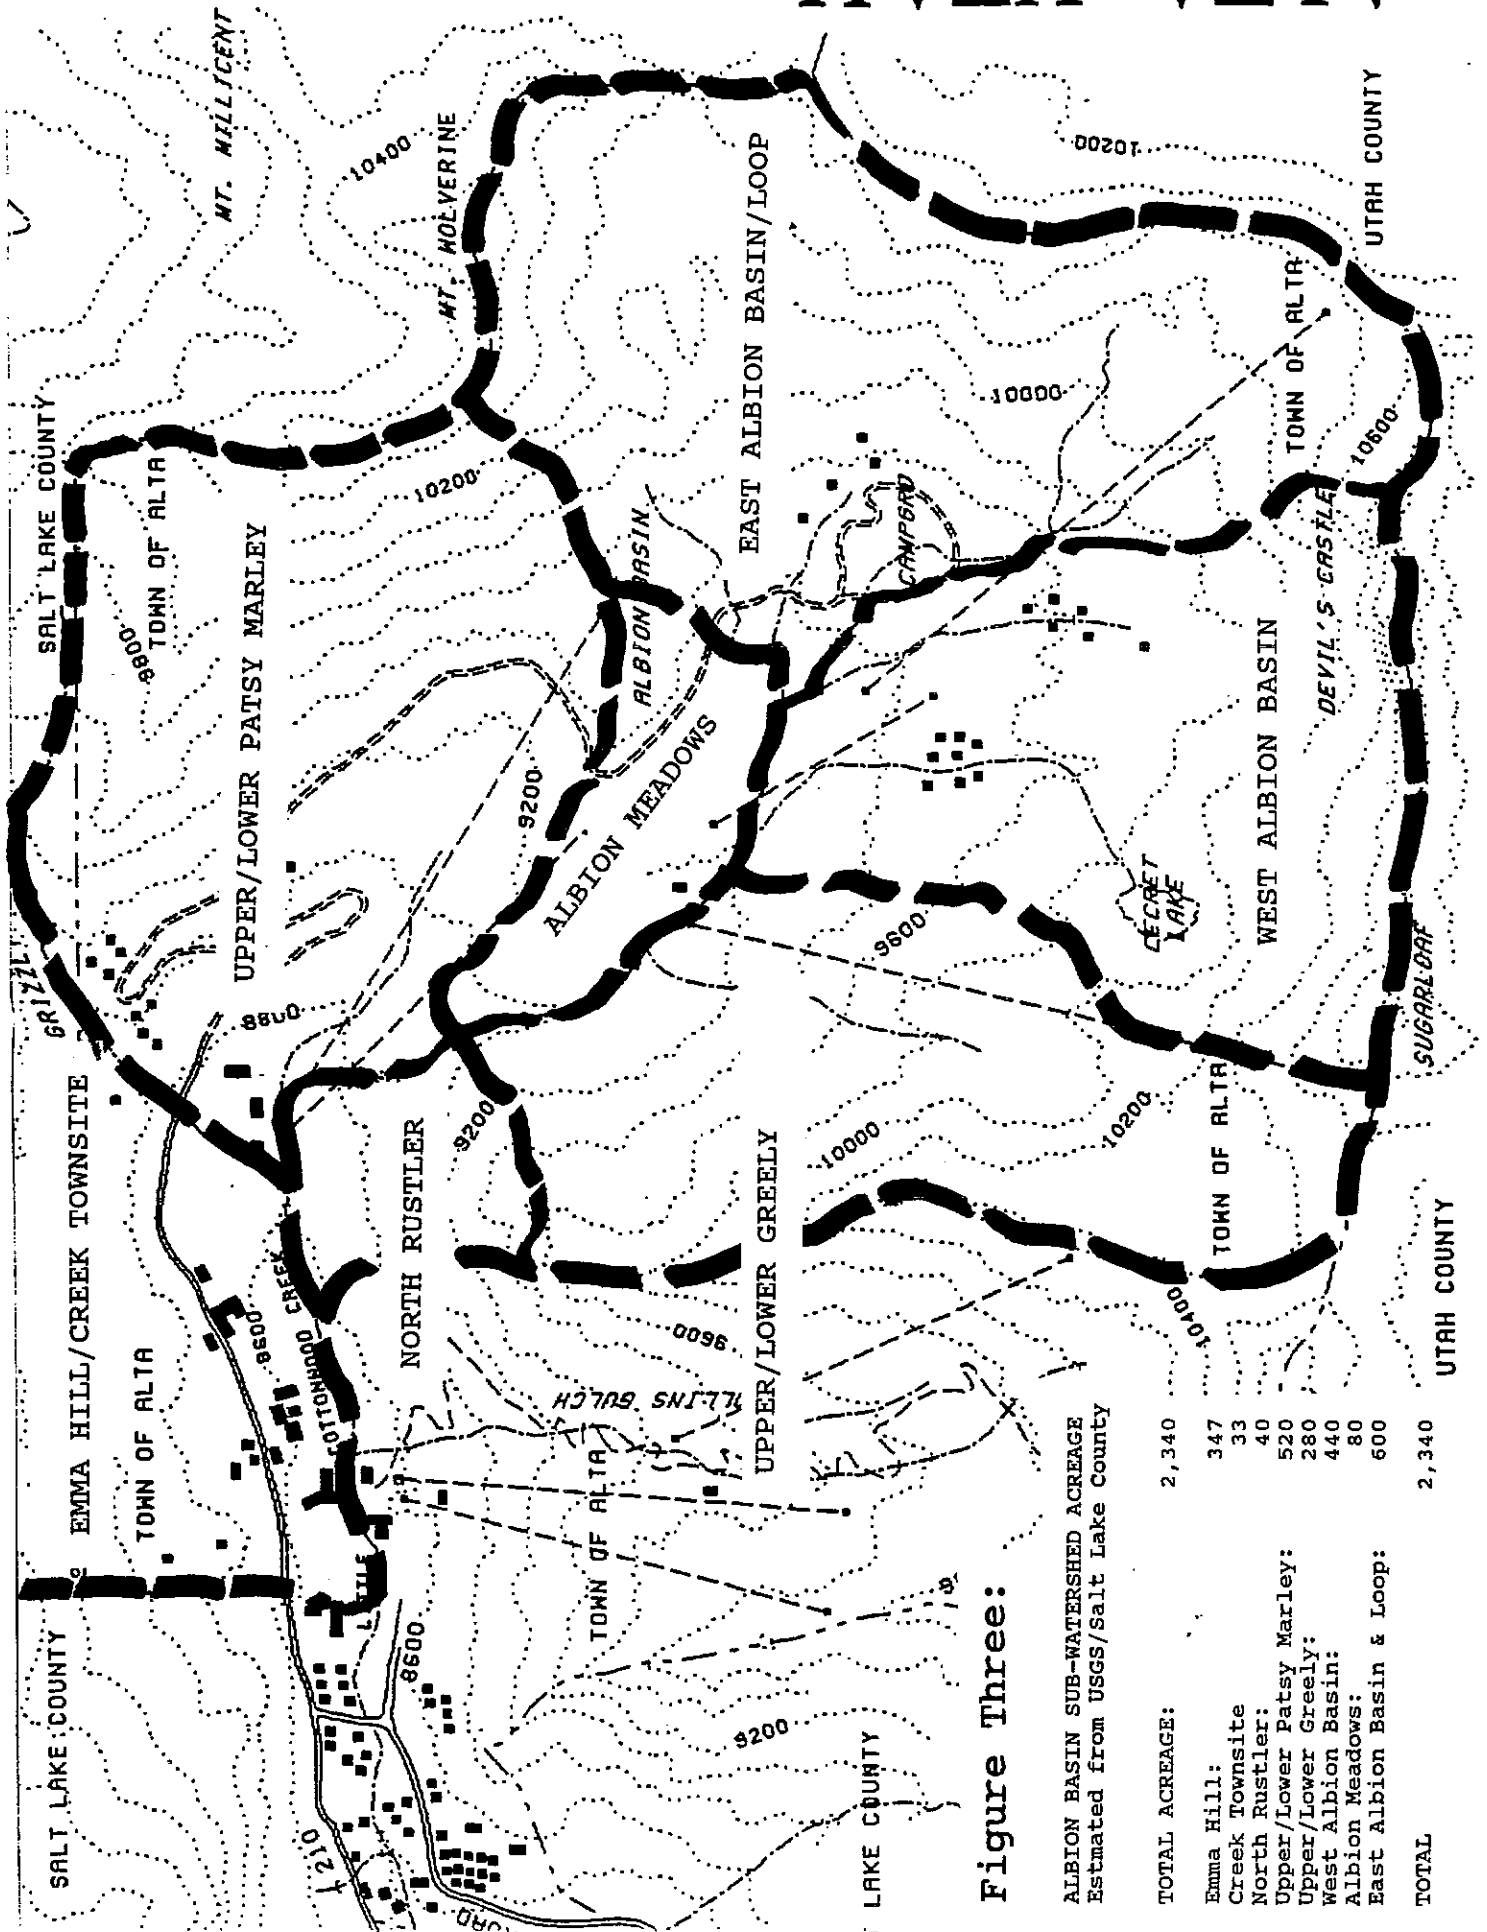 SALT LAKE COUNTY
EMMA HILL/CREEK TOWNSITE
TOWN OF ALTA
GRIZZLY
SALT LAKE COUNTY
TOWN OF ALTA
9800
MT. MILLICENT
10400
MT. WOLVERINE
UPPER/LOWER PATSY MARLEY
8800
10200
210
ROAD
8600
8600
LITTLE
COTTONWOOD CREEK
NORTH RUSTLER
9200
9200
ALBION MEADOWS
ALBION BASIN
EAST ALBION BASIN/LOOP
CAMPGRD
10000
10200
UTAH COUNTY
TOWN OF ALTA
10600
DEVIL'S CASTLE
WEST ALBION BASIN
LAKE
9600
SUGARLOAF
TOWN OF ALTA
10200
10000
UPPER/LOWER GREELY
9600
LLINS GULCH
TOWN OF ALTA
9200
10400
UTAH COUNTY
LAKE COUNTY
Figure Three:
ALBION BASIN SUB-WATERSHED ACREAGE
Estmated from USGS/Salt Lake County
TOTAL ACREAGE: 2,340
Emma Hill: 347
Creek Townsite 33
North Rustler: 40
Upper/Lower Patsy Marley: 520
Upper/Lower Greely: 280
West Albion Basin: 440
Albion Meadows: 80
East Albion Basin & Loop: 600
TOTAL 2,340